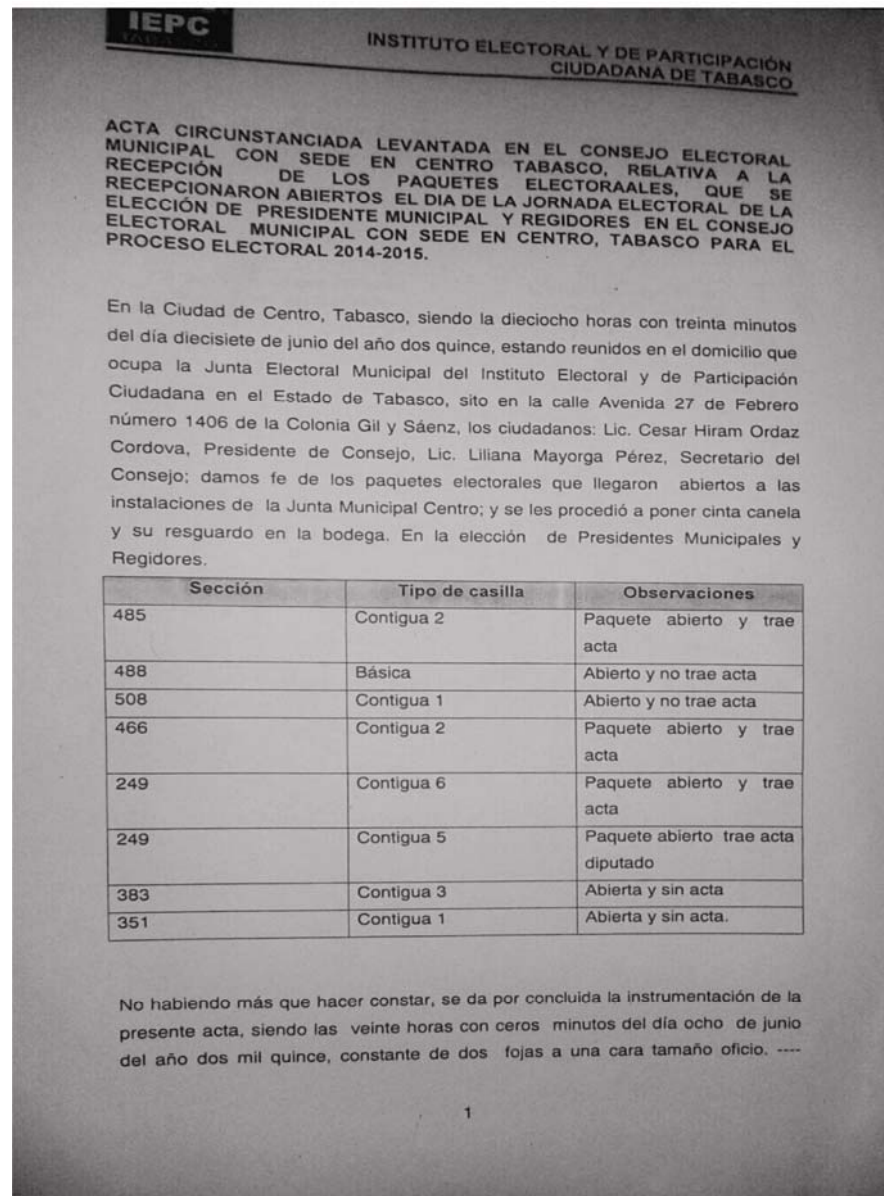 IEPC
TABASCO
INSTITUTO ELECTORAL Y DE PARTICIPACIÓN
CIUDADANA DE TABASCO
ACTA CIRCUNSTANCIADA LEVANTADA EN EL CONSEJO ELECTORAL
MUNICIPAL CON SEDE EN CENTRO TABASCO, RELATIVA A LA
RECEPCIÓN DE LOS PAQUETES ELECTORAALES, QUE SE
RECEPCIONARON ABIERTOS EL DIA DE LA JORNADA ELECTORAL DE LA
ELECCIÓN DE PRESIDENTE MUNICIPAL Y REGIDORES EN EL CONSEJO
ELECTORAL MUNICIPAL CON SEDE EN CENTRO, TABASCO PARA EL
PROCESO ELECTORAL 2014-2015.
En la Ciudad de Centro, Tabasco, siendo la dieciocho horas con treinta minutos
del día diecisiete de junio del año dos quince, estando reunidos en el domicilio que
ocupa la Junta Electoral Municipal del Instituto Electoral y de Participación
Ciudadana en el Estado de Tabasco, sito en la calle Avenida 27 de Febrero
número 1406 de la Colonia Gil y Sáenz, los ciudadanos: Lic. Cesar Hiram Ordaz
Cordova, Presidente de Consejo, Lic. Liliana Mayorga Pérez, Secretario del
Consejo; damos fe de los paquetes electorales que llegaron abiertos a las
instalaciones de la Junta Municipal Centro; y se les procedió a poner cinta canela
y su resguardo en la bodega. En la elección de Presidentes Municipales y
Regidores.
Sección Tipo de casilla Observaciones
485 Contigua 2 Paquete abierto y trae
acta
488 Básica Abierto y no trae acta
508 Contigua 1 Abierto y no trae acta
466 Contigua 2 Paquete abierto y trae
acta
249 Contigua 6 Paquete abierto y trae
acta
249 Contigua 5 Paquete abierto trae acta
diputado
383 Contigua 3 Abierta y sin acta
351 Contigua 1 Abierta y sin acta.
No habiendo más que hacer constar, se da por concluida la instrumentación de la
presente acta, siendo las veinte horas con ceros minutos del día ocho de junio
del año dos mil quince, constante de dos fojas a una cara tamaño oficio. ----
1